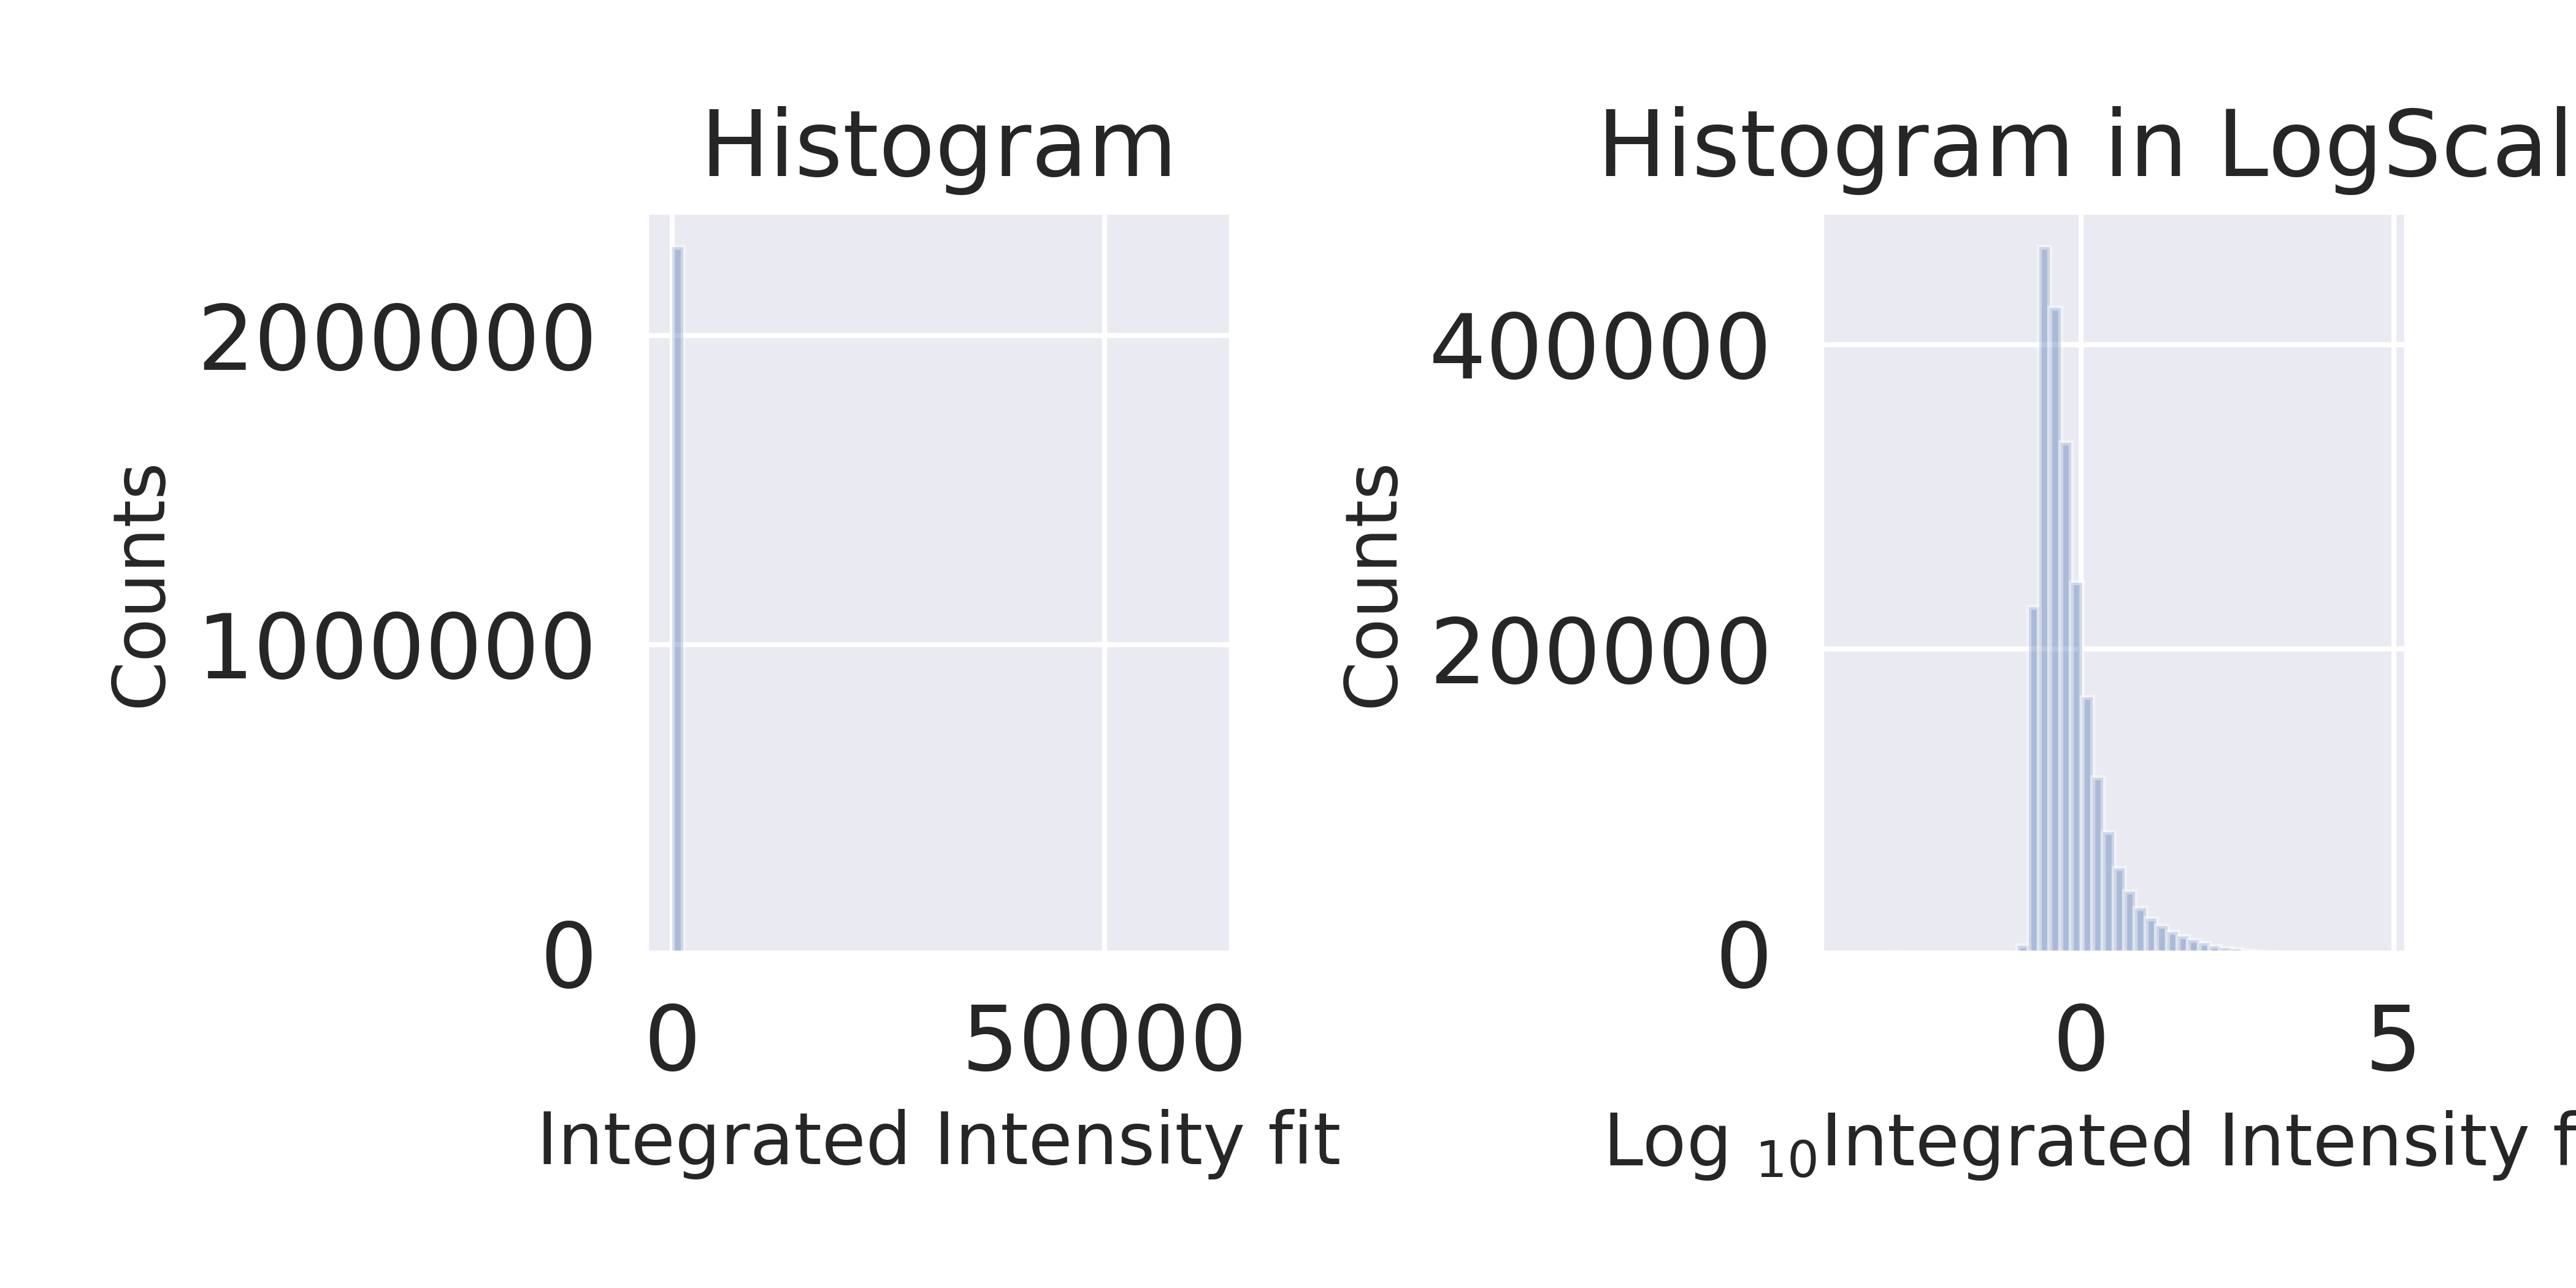 Histogram
Counts
2000000
1000000
0
0 50000
Integrated Intensity fit
Histogram in LogScal
Counts
400000
200000
0
0 5
Log 10Integrated Intensity f